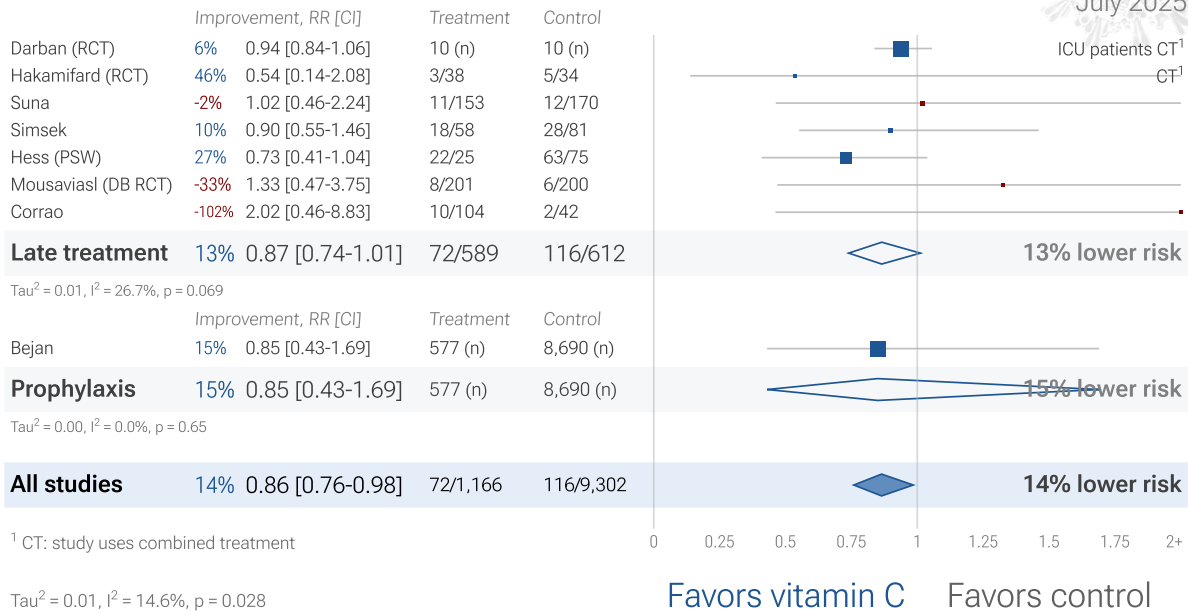 July 2025
Improvement, RR [CI] Treatment Control
Darban (RCT) 6% 0.94 [0.84-1.06] 10 (n) 10 (n) ICU patients CT¹
Hakamifard (RCT) 46% 0.54 [0.14-2.08] 3/38 5/34 CT¹
Suna -2% 1.02 [0.46-2.24] 11/153 12/170
Simsek 10% 0.90 [0.55-1.46] 18/58 28/81
Hess (PSW) 27% 0.73 [0.41-1.04] 22/25 63/75
Mousaviasl (DB RCT) -33% 1.33 [0.47-3.75] 8/201 6/200
Corrao -102% 2.02 [0.46-8.83] 10/104 2/42
Late treatment 13% 0.87 [0.74-1.01] 72/589 116/612 13% lower risk
Tau² = 0.01, I² = 26.7%, p = 0.069
Improvement, RR [CI] Treatment Control
Bejan 15% 0.85 [0.43-1.69] 577 (n) 8,690 (n)
Prophylaxis 15% 0.85 [0.43-1.69] 577 (n) 8,690 (n) 15% lower risk
Tau² = 0.00, I² = 0.0%, p = 0.65
All studies 14% 0.86 [0.76-0.98] 72/1,166 116/9,302 14% lower risk
¹ CT: study uses combined treatment
0 0.25 0.5 0.75 1 1.25 1.5 1.75 2+
Tau² = 0.01, I² = 14.6%, p = 0.028
Favors vitamin C Favors control